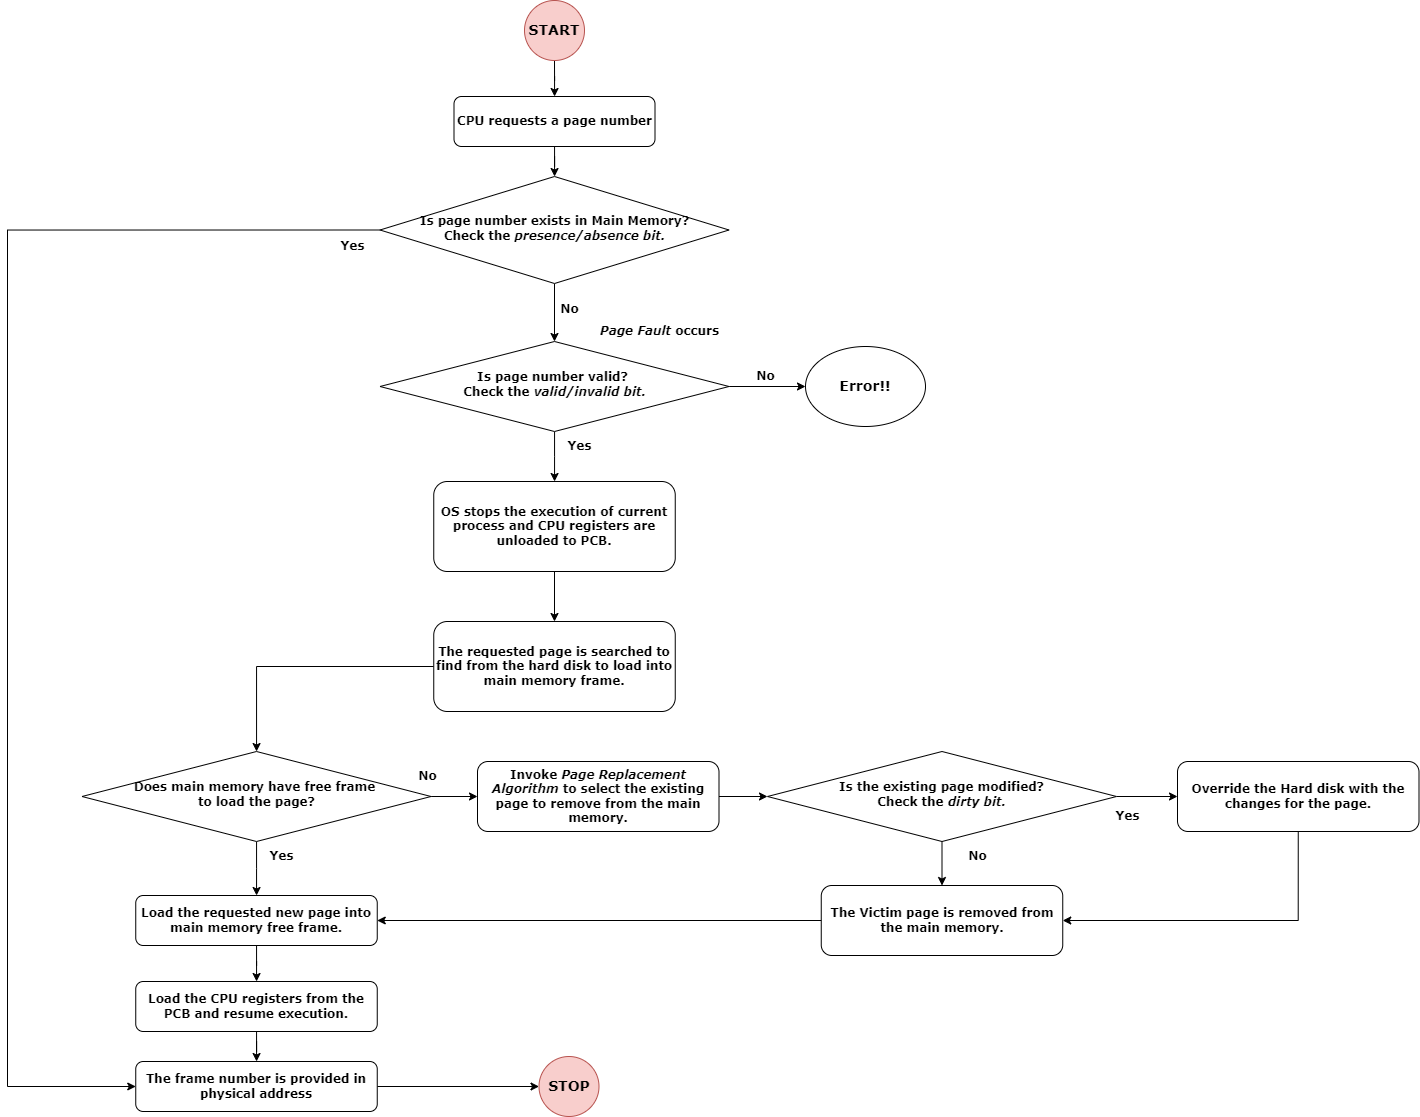 START
CPU requests a page number
Is page number exists in Main Memory?
Check the presence/absence bit.
Yes
No
Page Fault occurs
Is page number valid?
Check the valid/invalid bit.
No
Error!!
Yes
OS stops the execution of current
process and CPU registers are
unloaded to PCB.
The requested page is searched to
find from the hard disk to load into
main memory frame.
Does main memory have free frame
to load the page?
No
Invoke Page Replacement
Algorithm to select the existing
page to remove from the main
memory.
Is the existing page modified?
Check the dirty bit.
Yes
Override the Hard disk with the
changes for the page.
Yes
No
Load the requested new page into
main memory free frame.
The Victim page is removed from
the main memory.
Load the CPU registers from the
PCB and resume execution.
The frame number is provided in
physical address
STOP